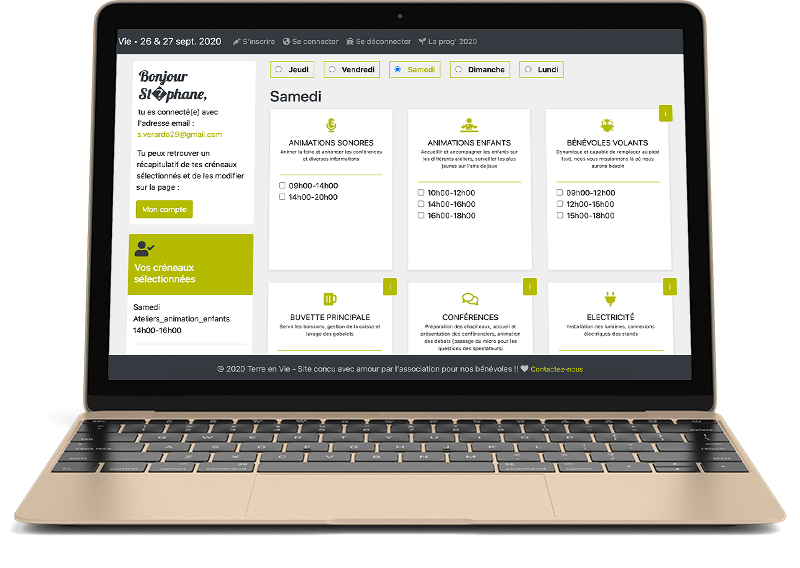 Vie • 26 & 27 sept. 2020 S'inscrire Se connecter Se déconnecter La prog' 2020
Bonjour
St�phane,
tu es connecté(e) avec
l'adresse email :
s.verardo29@gmail.com
Tu peux retrouver un
récapitulatif de tes créneaux
sélectionnés et de les modifier
sur la page :
Mon compte
Vos créneaux
sélectionnées
Samedi
Ateliers_animation_enfants
14h00-16h00
Jeudi Vendredi Samedi Dimanche Lundi
Samedi
ANIMATIONS SONORES
Animer la foire et annoncer les conférences
et diverses informations
09h00-14h00
14h00-20h00
ANIMATIONS ENFANTS
Accueillir et accompagner les enfants sur
les différents ateliers, surveiller les plus
jeunes sur l'aire de jeux
10h00-12h00
14h00-16h00
16h00-18h00
i
BÉNÉVOLES VOLANTS
Dynamique et capable de remplacer au pied
levé, nous vous missionnons là où nous
aurons besoin
09h00-12h00
12h00-15h00
15h00-18h00
i
BUVETTE PRINCIPALE
Servir les boissons, gestion de la caisse et
lavage des gobelets
i
CONFÉRENCES
Préparation des chapiteaux, accueil et
présentation des conférenciers, animation
des débats (passage du micro pour les
questions des spectateurs)
i
ELECTRICITÉ
Installation des lumières, connexions
électriques des stands
© 2020 Terre en Vie - Site concu avec amour par l'association pour nos bénévoles !! Contactez-nous